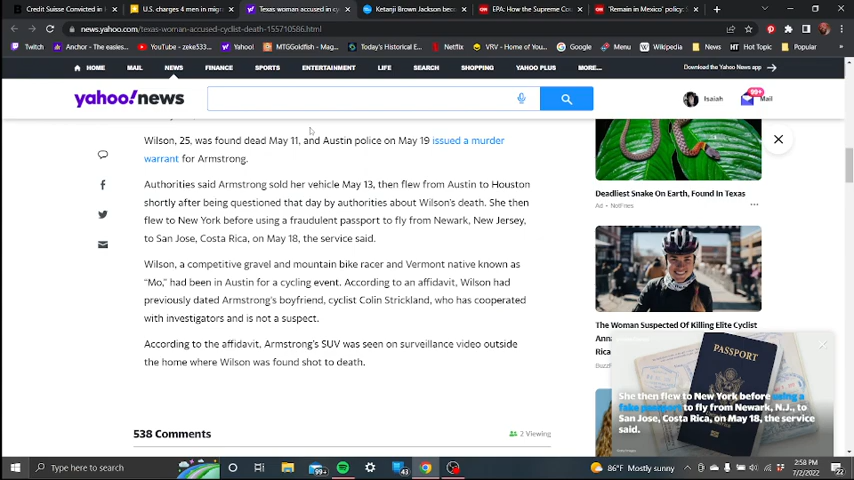 Credit Suisse Convicted in
U.S. charges 4 men in migr
Texas woman accused in cy
Ketanji Brown Jackson bec
EPA: How the Supreme Co
'Remain in Mexico' policy: S
news.yahoo.com/texas-woman-accused-cyclist-death-155710586.html
Twitch
Anchor - The easies
YouTube - zeke533
Yahoo!
MTGGoldfish - Mag
Today's Historical E
Netflix
VRV - Home of You
Google
Menu
Wikipedia
News
Hot Topic
Popular
HOME MAIL NEWS FINANCE SPORTS ENTERTAINMENT LIFE SEARCH SHOPPING YAHOO PLUS MORE...
Download the Yahoo News app
yahoo!news
Isaiah
99+
Mail
Wilson, 25, was found dead May 11, and Austin police on May 19 issued a murder
warrant for Armstrong.
Authorities said Armstrong sold her vehicle May 13, then flew from Austin to Houston
shortly after being questioned that day by authorities about Wilson's death. She then
flew to New York before using a fraudulent passport to fly from Newark, New Jersey,
to San Jose, Costa Rica, on May 18, the service said.
Wilson, a competitive gravel and mountain bike racer and Vermont native known as
"Mo," had been in Austin for a cycling event. According to an affidavit, Wilson had
previously dated Armstrong's boyfriend, cyclist Colin Strickland, who has cooperated
with investigators and is not a suspect.
According to the affidavit, Armstrong's SUV was seen on surveillance video outside
the home where Wilson was found shot to death.
538 Comments
2 Viewing
Deadliest Snake On Earth, Found In Texas
Ad •
The Woman Suspected Of Killing Elite Cyclist
Anna
Rica
PASSPORT
She then flew to New York before using a
fake passport to fly from Newark, N.J., to
San Jose, Costa Rica, on May 18, the service
said.
Type here to search
99+
43
86°F Mostly sunny
2:58 PM
7/2/2022
22